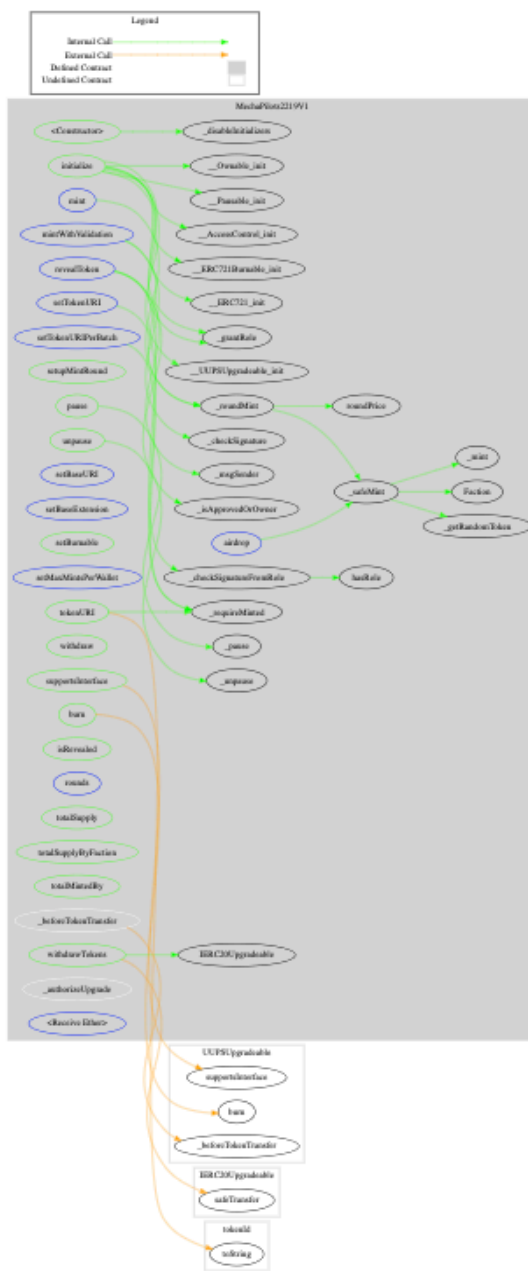 Legend
Internal Call
External Call
Defined Contract
Undefined Contract
MechaPilots2219V1
<Constructor>
_disableInitializers
initialize
__Ownable_init
mint
__Pausable_init
mintWithValidation
__AccessControl_init
revealToken
__ERC721Burnable_init
setTokenURI
__ERC721_init
setTokenURIPerBatch
_grantRole
setupMintRound
__UUPSUpgradeable_init
pause
_roundMint
roundPrice
unpause
_checkSignature
_mint
setBaseURI
_msgSender
_safeMint
Faction
setBaseExtension
_isApprovedOrOwner
_getRandomToken
setBurnable
airdrop
setMaxMintsPerWallet
_checkSignatureFromRole
hasRole
tokenURI
_requireMinted
withdraw
_pause
supportsInterface
_unpause
burn
isRevealed
rounds
totalSupply
totalSupplyByFaction
totalMintedBy
_beforeTokenTransfer
withdrawTokens
IERC20Upgradeable
_authorizeUpgrade
<Receive Ether>
UUPSUpgradeable
supportsInterface
burn
_beforeTokenTransfer
IERC20Upgradeable
safeTransfer
tokenId
toString